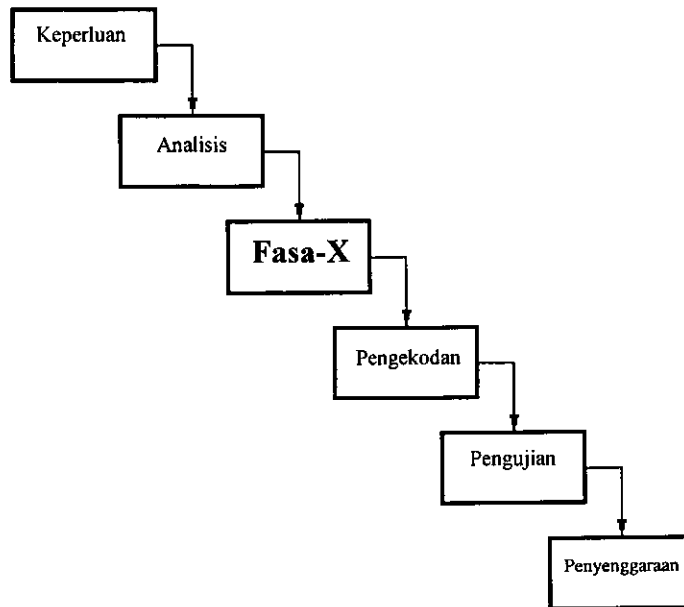 Keperluan
Analisis
Fasa-X
Pengekodan
Pengujian
Penyenggaraan